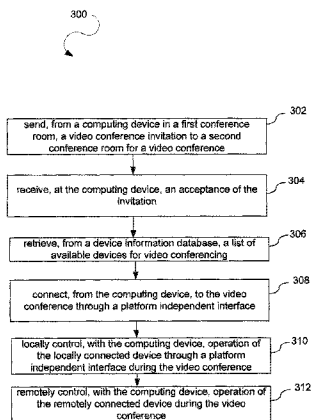 300
302
send, from a computing device in a first conference
room, a video conference invitation to a second
conference room for a video conference
304
receive, at the computing device, an acceptance of the
invitation
306
retrieve, from a device information database, a list of
available devices for video conferencing
308
connect, from the computing device, to the video
conference through a platform independent interface
310
locally control, with the computing device, operation of
the locally connected device through a platform
independent interface during the video conference
312
remotely control, with the computing device, operation of
the remotely connected device during the video
conference